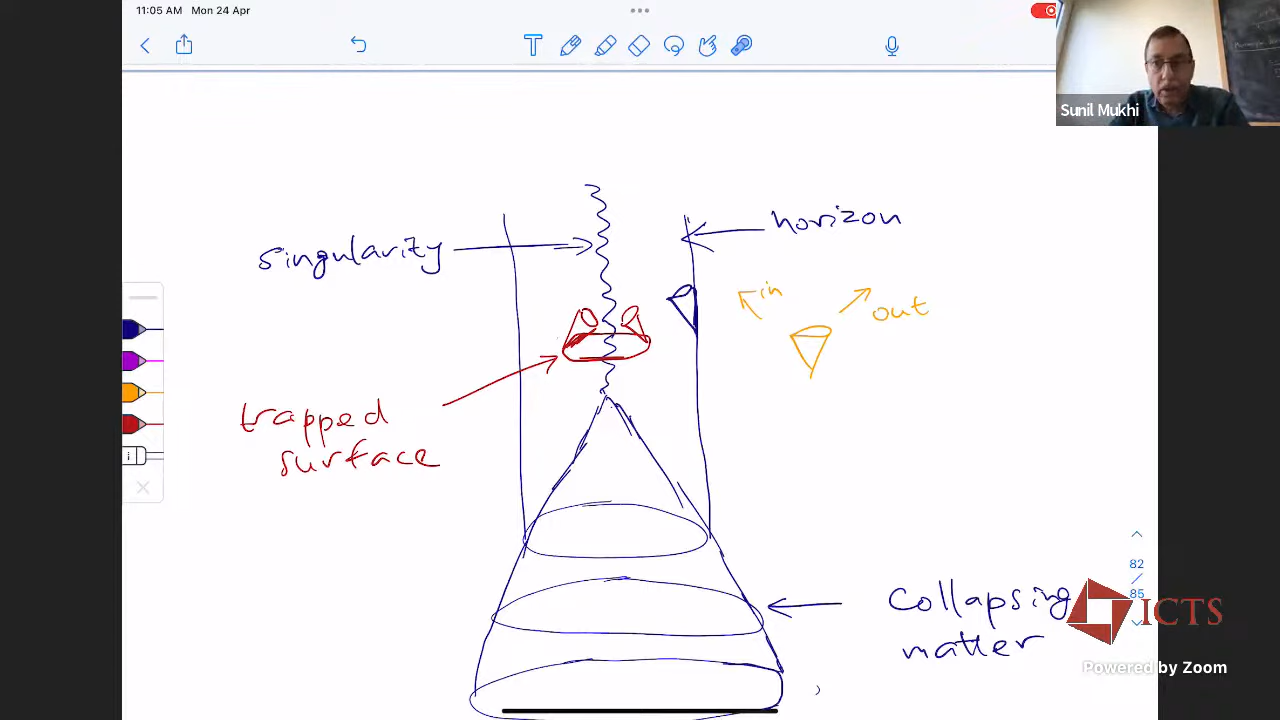 11:05 AM Mon 24 Apr
Sunil Mukhi
horizon
singularity
in
out
trapped
surface
82
/
85
collapsing
matter
ICTS
Powered by Zoom